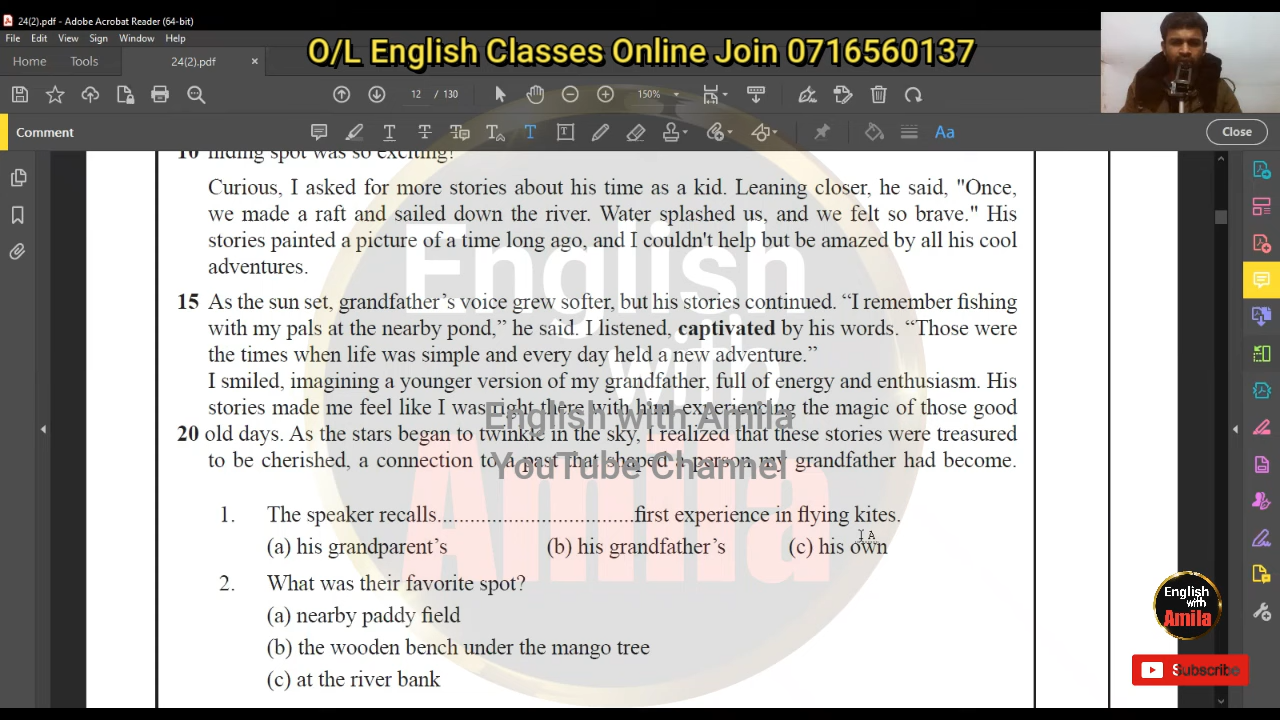 24(2).pdf - Adobe Acrobat Reader (64-bit)
File Edit View Sign Window Help
O/L English Classes Online Join 0716560137
Home Tools 24(2).pdf ×
12 / 130 150%
Comment Close
10 hiding spot was so exciting!
Curious, I asked for more stories about his time as a kid. Leaning closer, he said, "Once,
we made a raft and sailed down the river. Water splashed us, and we felt so brave." His
stories painted a picture of a time long ago, and I couldn't help but be amazed by all his cool
adventures.
15 As the sun set, grandfather's voice grew softer, but his stories continued. “I remember fishing
with my pals at the nearby pond,” he said. I listened, captivated by his words. “Those were
the times when life was simple and every day held a new adventure.”
I smiled, imagining a younger version of my grandfather, full of energy and enthusiasm. His
stories made me feel like I was right there with him, experiencing the magic of those good
20 old days. As the stars began to twinkle in the sky, I realized that these stories were treasured
to be cherished, a connection to a past that shaped a person my grandfather had become.
English with Amila
English with Amila
YouTube Channel
1. The speaker recalls...................................first experience in flying kites.
(a) his grandparent's (b) his grandfather's (c) his own
2. What was their favorite spot?
(a) nearby paddy field
(b) the wooden bench under the mango tree
(c) at the river bank
English
with
Amila
Subscribe